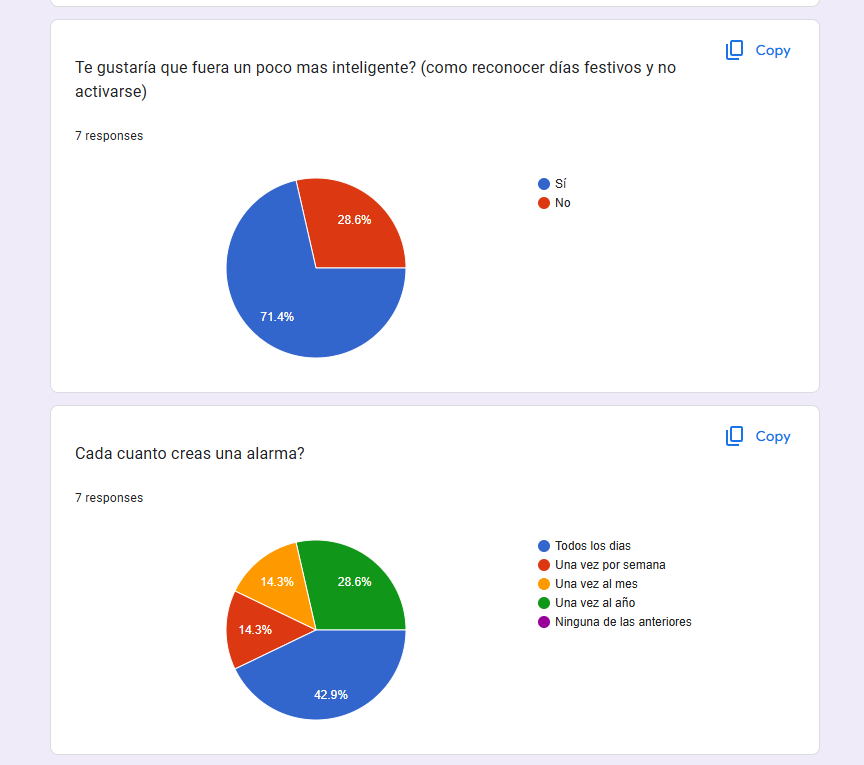 Copy
Te gustaría que fuera un poco mas inteligente? (como reconocer días festivos y no
activarse)
7 responses
Sí
No
28.6%
71.4%
Copy
Cada cuanto creas una alarma?
7 responses
Todos los dias
Una vez por semana
Una vez al mes
Una vez al año
Ninguna de las anteriores
14.3%
28.6%
14.3%
42.9%